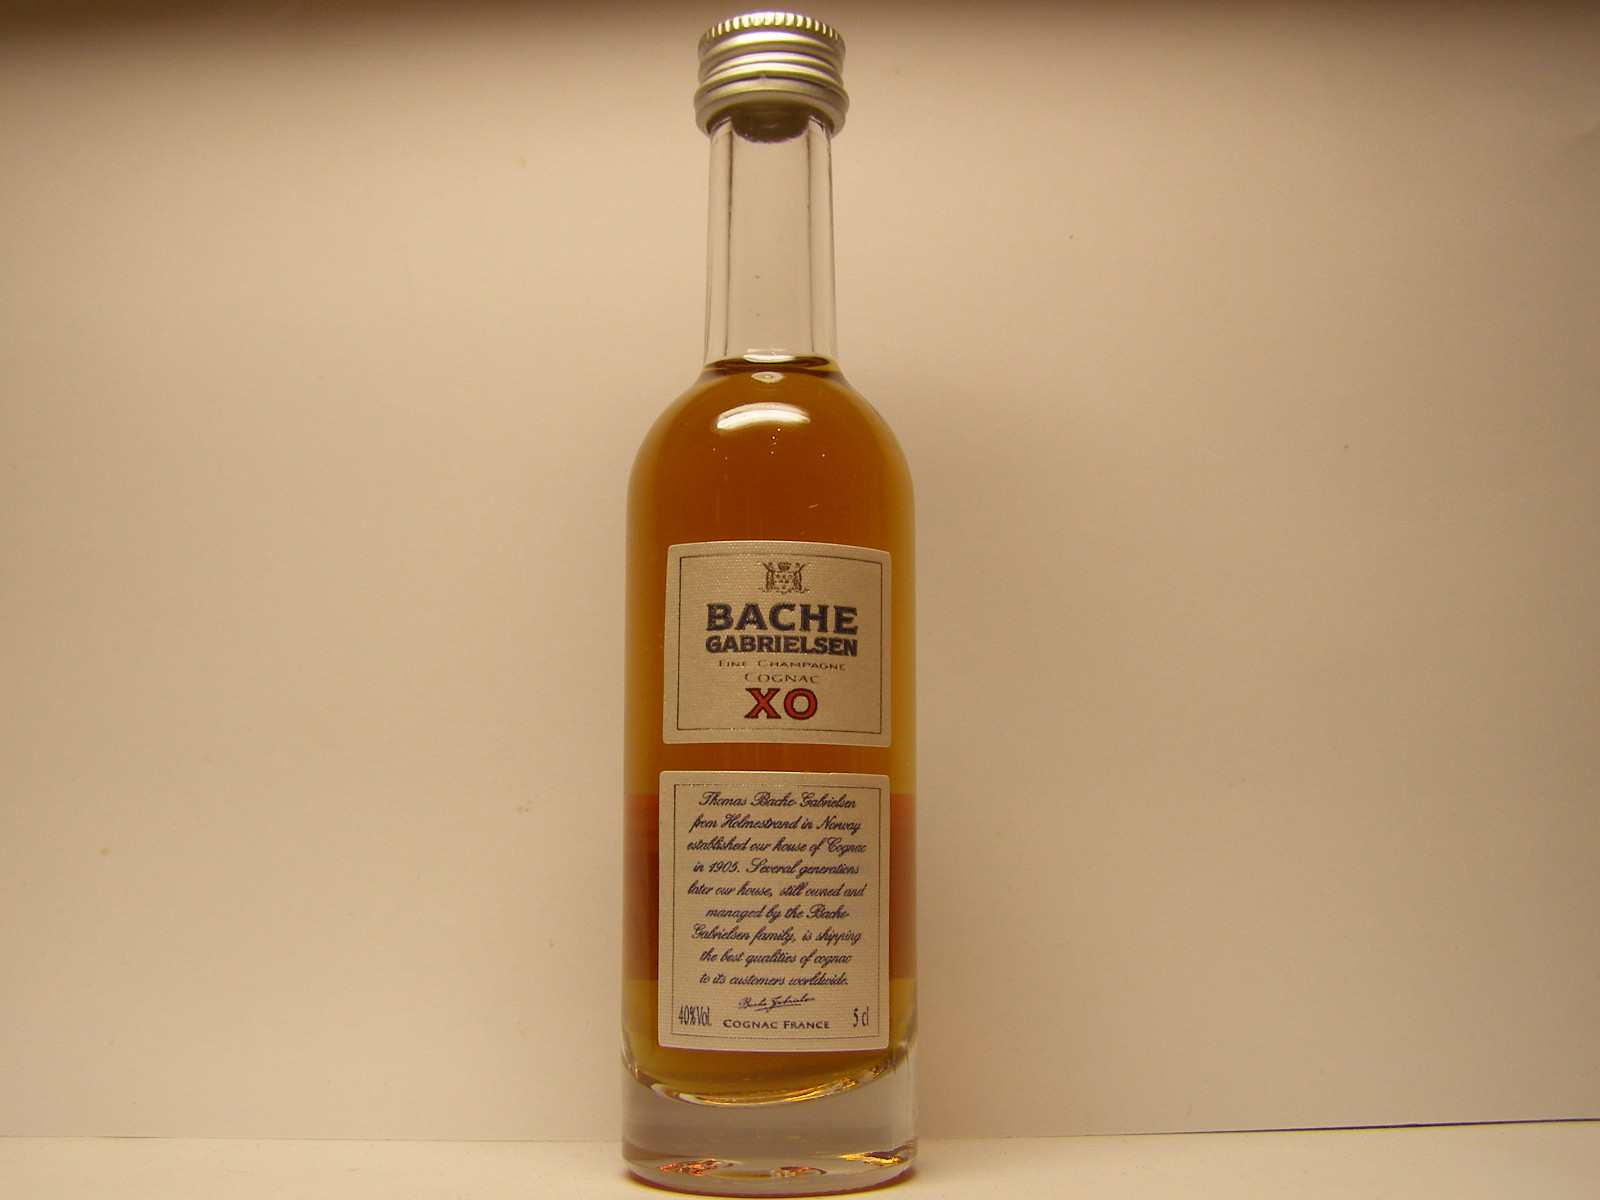 BACHE
GABRIELSEN
FINE CHAMPAGNE
COGNAC
XO
Thomas Bache-Gabrielsen
from Holmestrand in Norway
established our house of Cognac
in 1905. Several generations
later our house, still owned and
managed by the Bache-
Gabrielsen family, is shipping
the best qualities of cognac
to its customers worldwide.
Bache Gabrielsen
40%Vol. COGNAC FRANCE 5 cl